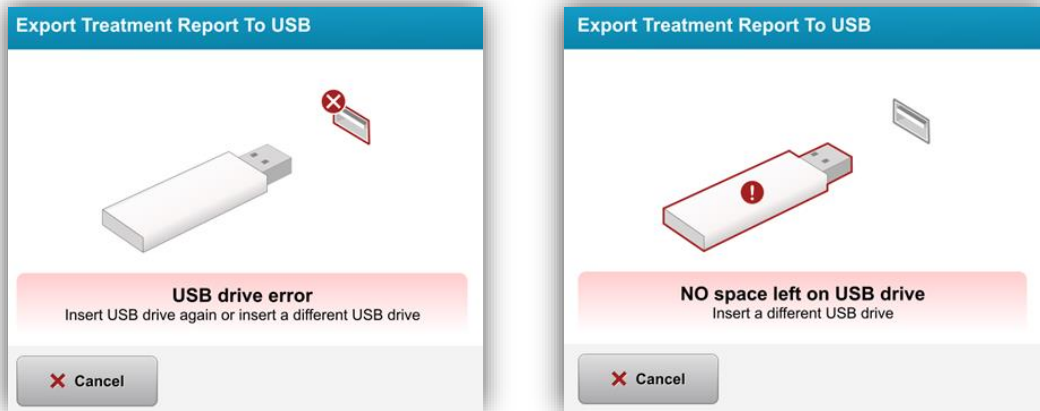 Export Treatment Report To USB
USB drive error
Insert USB drive again or insert a different USB drive
Cancel
Export Treatment Report To USB
NO space left on USB drive
Insert a different USB drive
Cancel